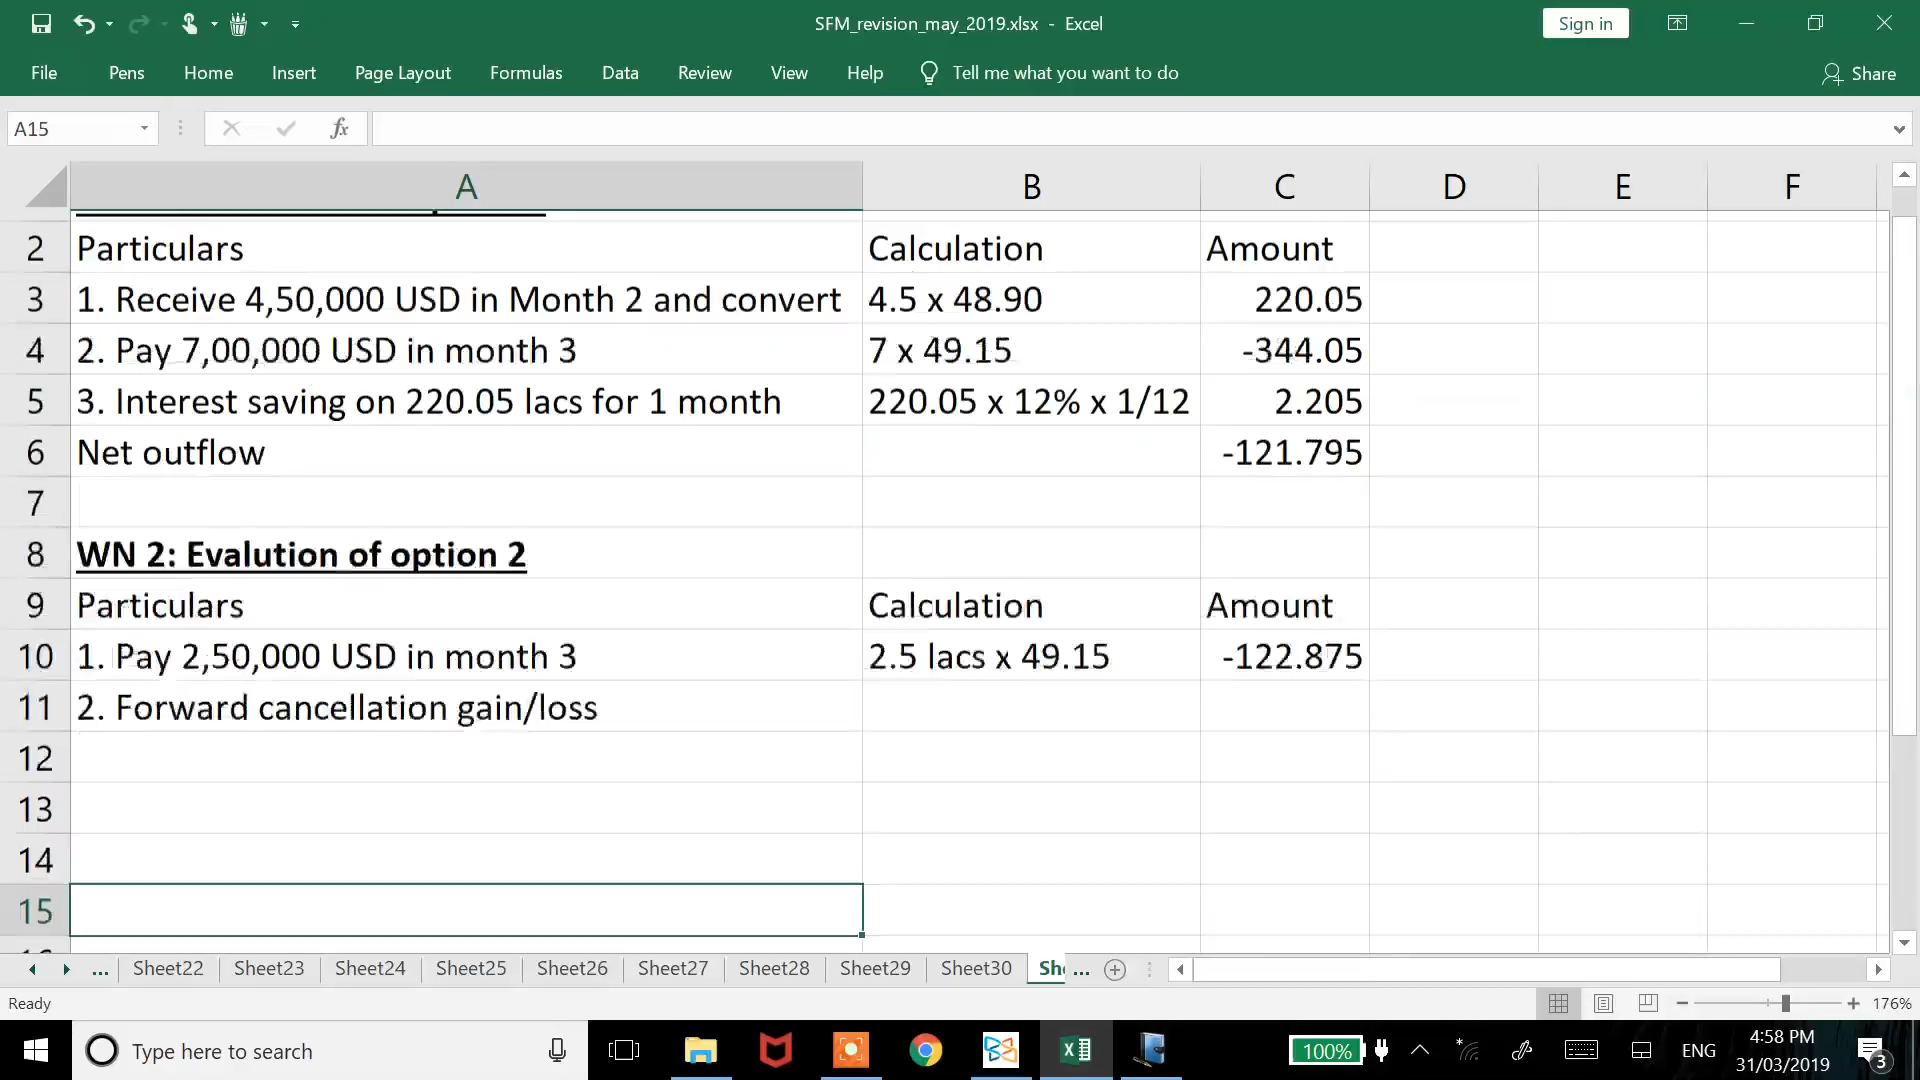 SFM_revision_may_2019.xlsx - Excel
Sign in
File Pens Home Insert Page Layout Formulas Data Review View Help Tell me what you want to do Share
A15 fx
A B C D E F
2 Particulars Calculation Amount
3 1. Receive 4,50,000 USD in Month 2 and convert 4.5 x 48.90 220.05
4 2. Pay 7,00,000 USD in month 3 7 x 49.15 -344.05
5 3. Interest saving on 220.05 lacs for 1 month 220.05 x 12% x 1/12 2.205
6 Net outflow -121.795
7
8 WN 2: Evalution of option 2
9 Particulars Calculation Amount
10 1. Pay 2,50,000 USD in month 3 2.5 lacs x 49.15 -122.875
11 2. Forward cancellation gain/loss
12
13
14
15
... Sheet22 Sheet23 Sheet24 Sheet25 Sheet26 Sheet27 Sheet28 Sheet29 Sheet30 She ...
Ready 176%
Type here to search 100% ENG 4:58 PM
31/03/2019 3